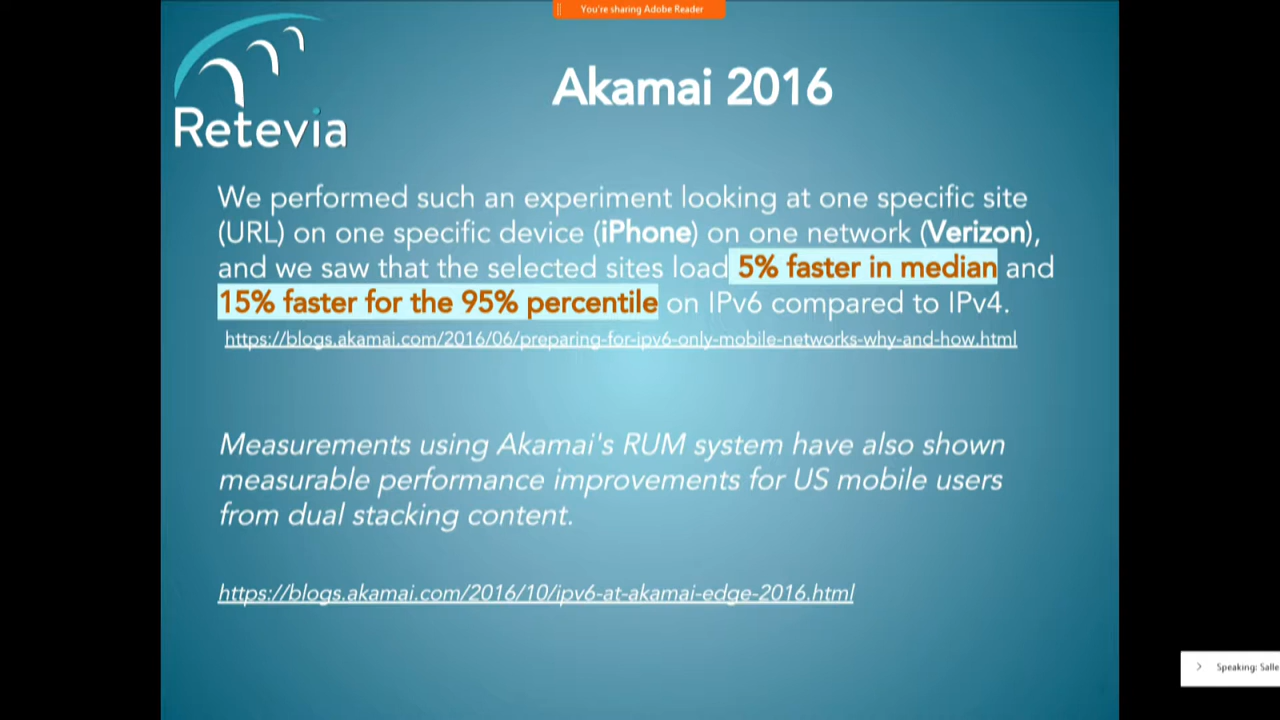 You're sharing Adobe Reader
Retevia
Akamai 2016
We performed such an experiment looking at one specific site
(URL) on one specific device (iPhone) on one network (Verizon),
and we saw that the selected sites load 5% faster in median and
15% faster for the 95% percentile on IPv6 compared to IPv4.
https://blogs.akamai.com/2016/06/preparing-for-ipv6-only-mobile-networks-why-and-how.html
Measurements using Akamai's RUM system have also shown
measurable performance improvements for US mobile users
from dual stacking content.
https://blogs.akamai.com/2016/10/ipv6-at-akamai-edge-2016.html
Speaking: Salle